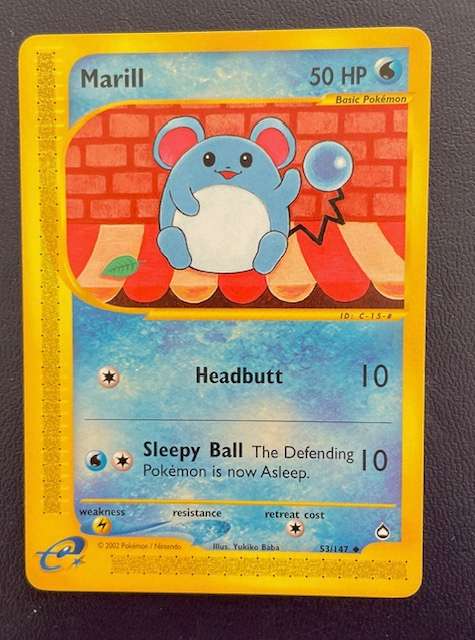 Marill 50 HP
Basic Pokémon
ID: C-15-#
Headbutt 10
Sleepy Ball The Defending 10
Pokémon is now Asleep.
weakness resistance retreat cost
© 2002 Pokémon / Nintendo Illus. Yukiko Baba 53/147
e